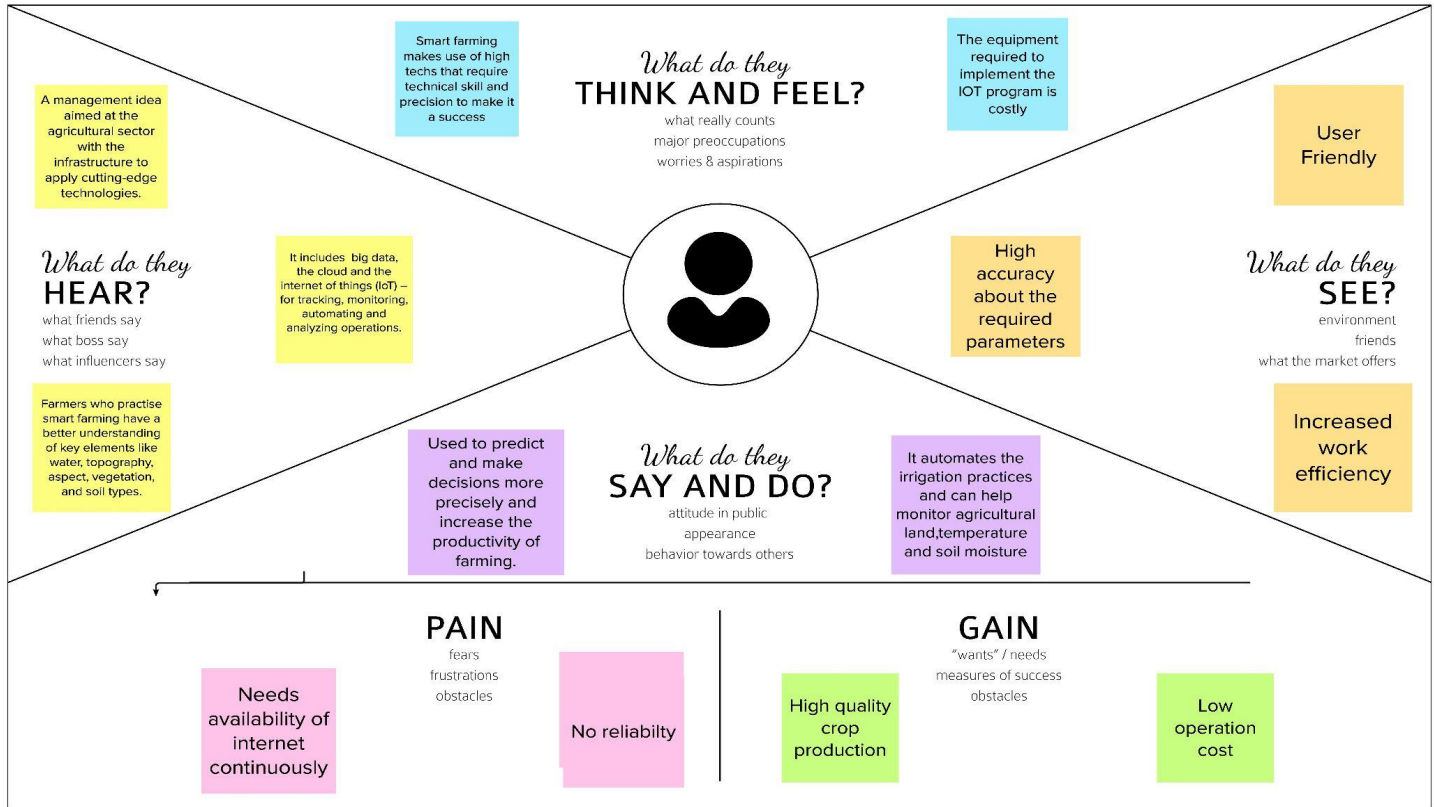 Smart farming
makes use of high
techs that require
technical skill and
precision to make it
a success
What do they
THINK AND FEEL?
what really counts
major preoccupations
worries & aspirations
The equipment
required to
implement the
IOT program is
costly
A management idea
aimed at the
agricultural sector
with the
infrastructure to
apply cutting-edge
technologies.
What do they
HEAR?
what friends say
what boss say
what influencers say
It includes big data,
the cloud and the
internet of things (IoT) –
for tracking, monitoring,
automating and
analyzing operations.
Farmers who practise
smart farming have a
better understanding
of key elements like
water, topography,
aspect, vegetation,
and soil types.
User
Friendly
High
accuracy
about the
required
parameters
What do they
SEE?
environment
friends
what the market offers
Increased
work
efficiency
Used to predict
and make
decisions more
precisely and
increase the
productivity of
farming.
What do they
SAY AND DO?
attitude in public
appearance
behavior towards others
It automates the
irrigation practices
and can help
monitor agricultural
land,temperature
and soil moisture
PAIN
fears
frustrations
obstacles
Needs
availability of
internet
continuously
No reliabilty
GAIN
"wants" / needs
measures of success
obstacles
High quality
crop
production
Low
operation
cost